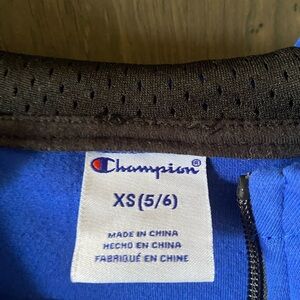 Champion
XS(5/6)
MADE IN CHINA
HECHO EN CHINA
FABRIQUÉ EN CHINE